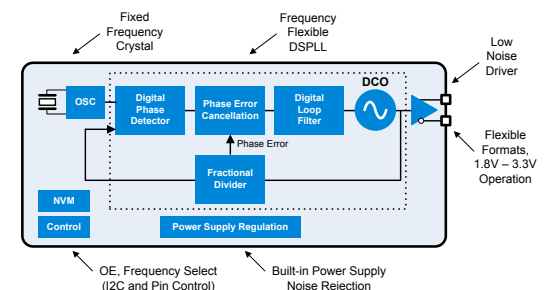 Fixed
Frequency
Crystal
Frequency
Flexible
DSPLL
Low
Noise
Driver
DCO
OSC
Digital
Phase
Detector
Phase Error
Cancellation
Digital
Loop
Filter
Phase Error
Flexible
Formats,
1.8V – 3.3V
Operation
Fractional
Divider
NVM
Control
Power Supply Regulation
OE, Frequency Select
(I2C and Pin Control)
Built-in Power Supply
Noise Rejection